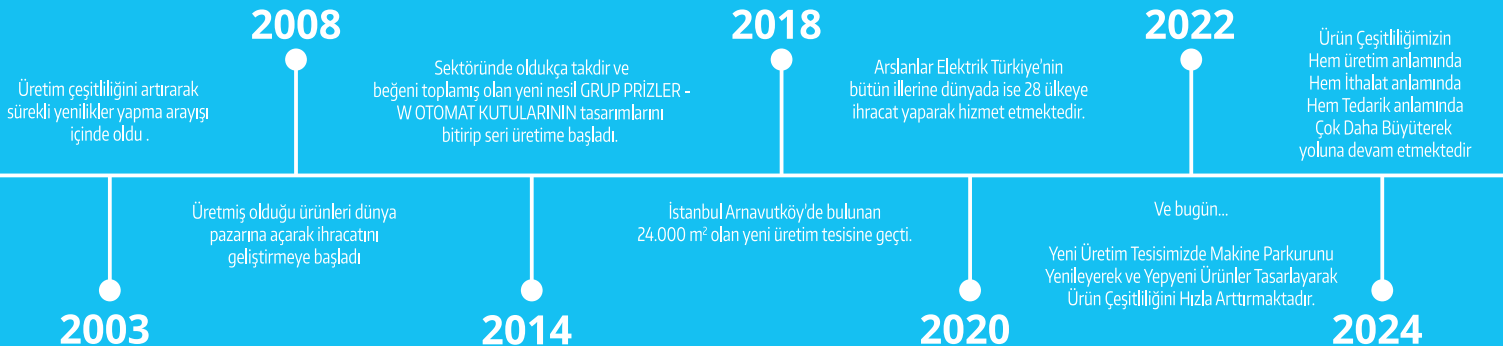 Üretim çeşitliliğini artırarak
sürekli yenilikler yapma arayışı
içinde oldu .
2003
2008
Üretmiş olduğu ürünleri dünya
pazarına açarak ihracatını
geliştirmeye başladı
Sektöründe oldukça takdir ve
beğeni toplamış olan yeni nesil GRUP PRİZLER -
W OTOMAT KUTULARININ tasarımlarını
bitirip seri üretime başladı.
2014
2018
İstanbul Arnavutköy'de bulunan
24.000 m² olan yeni üretim tesisine geçti.
Arslanlar Elektrik Türkiye'nin
bütün illerine dünyada ise 28 ülkeye
ihracat yaparak hizmet etmektedir.
2020
2022
Ve bugün...
Yeni Üretim Tesisimizde Makine Parkurunu
Yenileyerek ve Yepyeni Ürünler Tasarlayarak
Ürün Çeşitliliğini Hızla Arttırmaktadır.
Ürün Çeşitliliğimizin
Hem üretim anlamında
Hem İthalat anlamında
Hem Tedarik anlamında
Çok Daha Büyüterek
yoluna devam etmektedir
2024